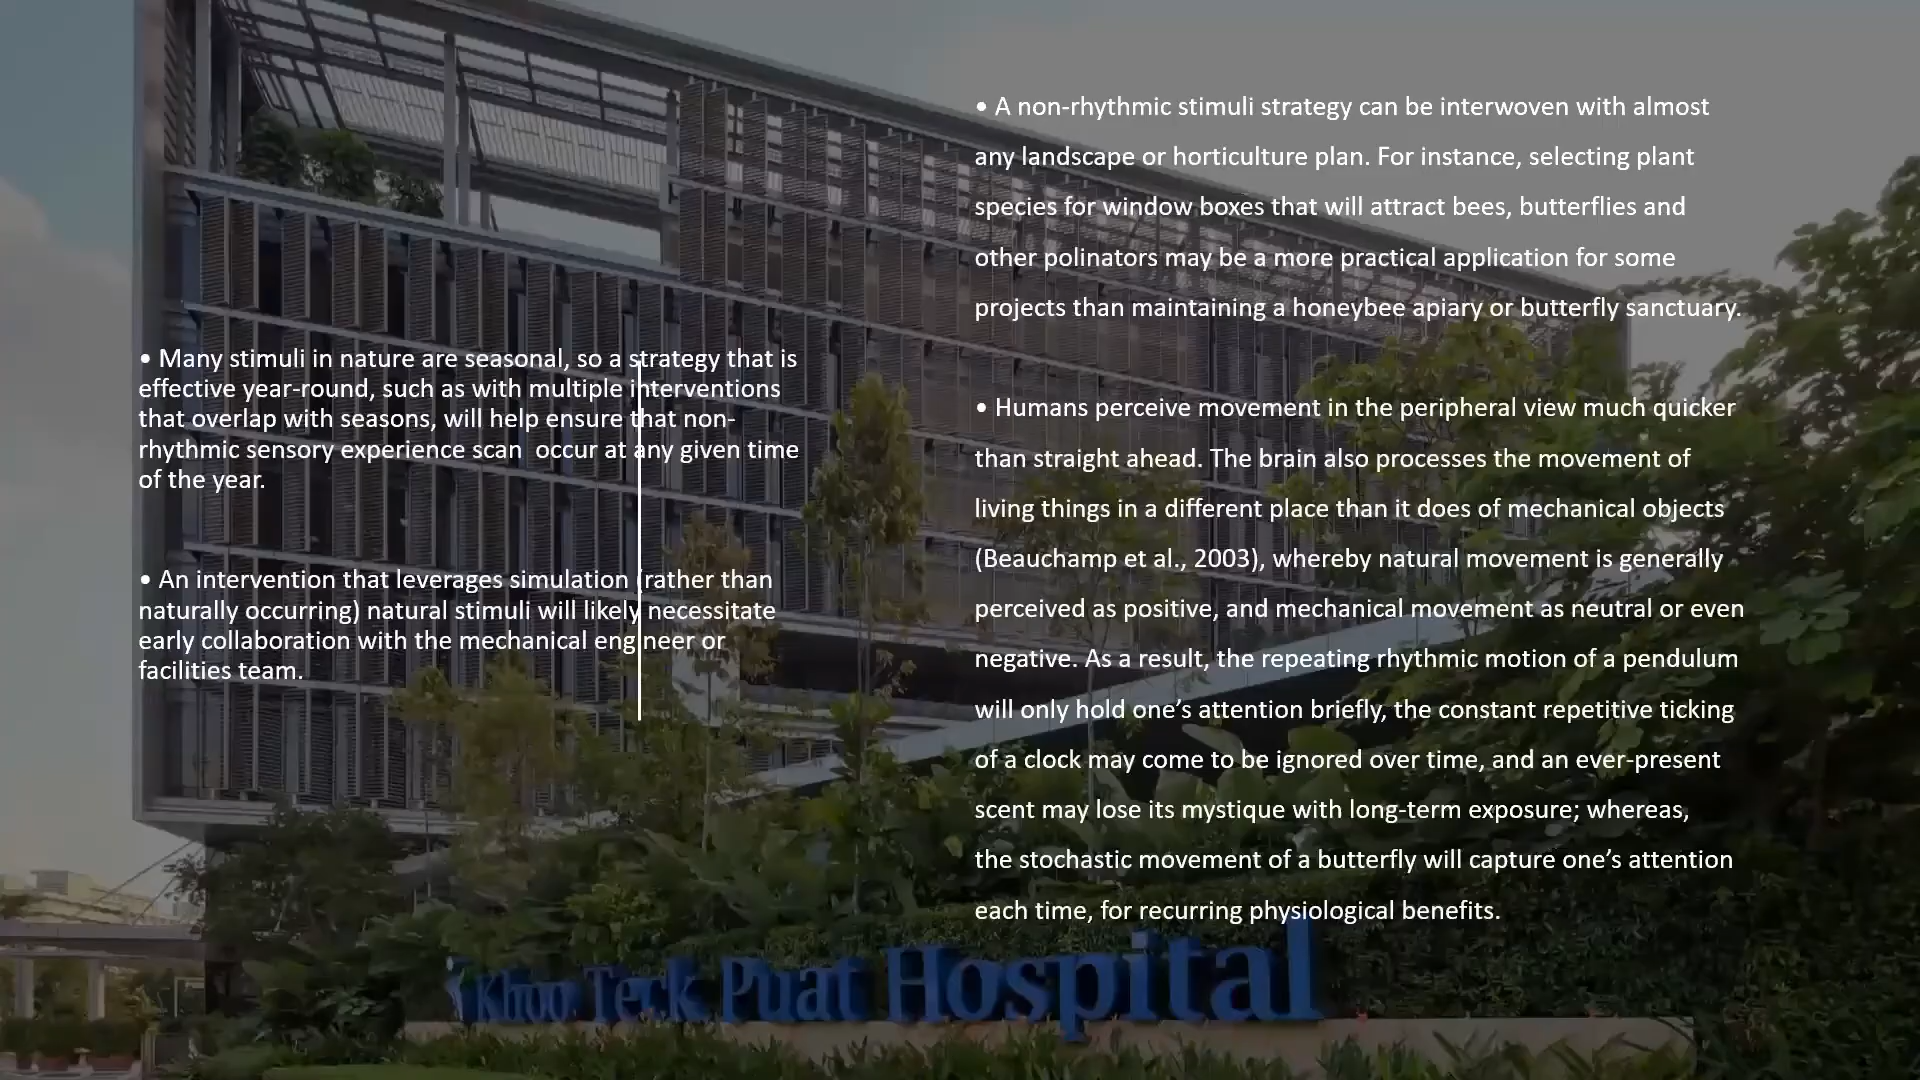 • Many stimuli in nature are seasonal, so a strategy that is
effective year-round, such as with multiple interventions
that overlap with seasons, will help ensure that non-
rhythmic sensory experience scan  occur at any given time
of the year.
• An intervention that leverages simulation (rather than
naturally occurring) natural stimuli will likely necessitate
early collaboration with the mechanical engineer or
facilities team.
• A non-rhythmic stimuli strategy can be interwoven with almost
any landscape or horticulture plan. For instance, selecting plant
species for window boxes that will attract bees, butterflies and
other polinators may be a more practical application for some
projects than maintaining a honeybee apiary or butterfly sanctuary.
• Humans perceive movement in the peripheral view much quicker
than straight ahead. The brain also processes the movement of
living things in a different place than it does of mechanical objects
(Beauchamp et al., 2003), whereby natural movement is generally
perceived as positive, and mechanical movement as neutral or even
negative. As a result, the repeating rhythmic motion of a pendulum
will only hold one’s attention briefly, the constant repetitive ticking
of a clock may come to be ignored over time, and an ever-present
scent may lose its mystique with long-term exposure; whereas,
the stochastic movement of a butterfly will capture one’s attention
each time, for recurring physiological benefits.
Khoo Teck Puat Hospital